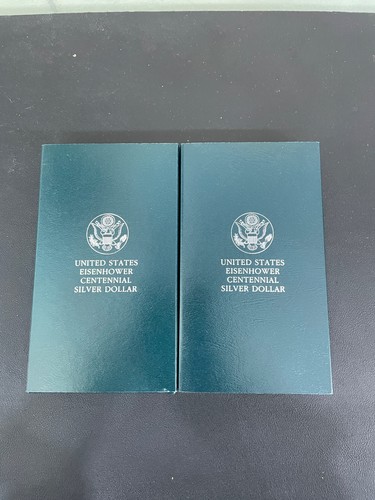 UNITED STATES
EISENHOWER
CENTENNIAL
SILVER DOLLAR
UNITED STATES
EISENHOWER
CENTENNIAL
SILVER DOLLAR